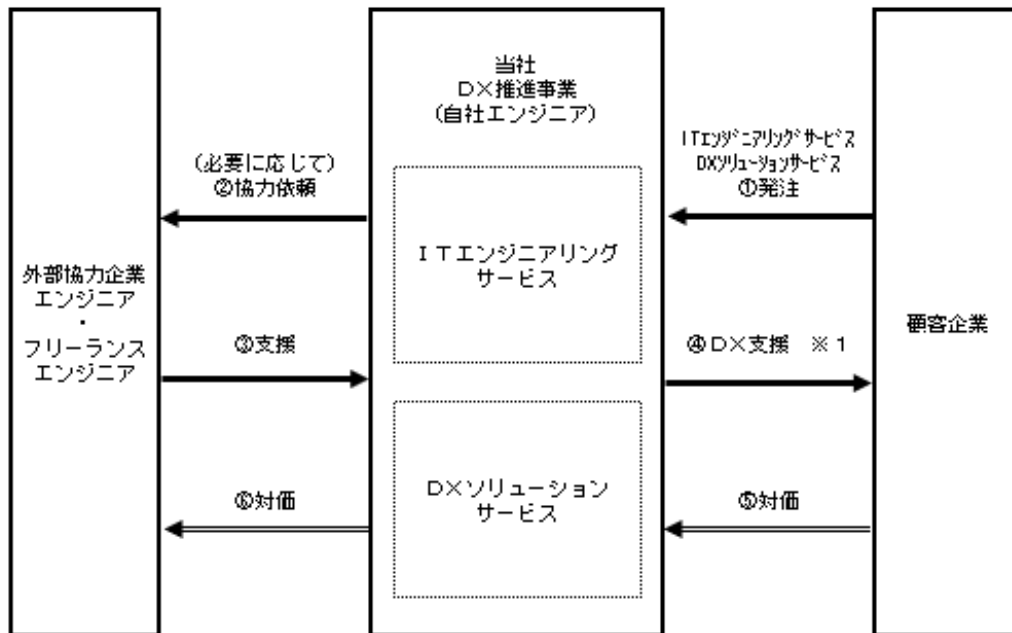 外部協力企業
エンジニア
・
フリーランス
エンジニア
(必要に応じて)
②協力依頼
③支援
⑥対価
当社
DX推進事業
(自社エンジニア)
ITエンジニアリング
サービス
DXソリューション
サービス
ITエンジニアリングサービス
DXソリューションサービス
①発注
④DX支援 ※1
⑤対価
顧客企業